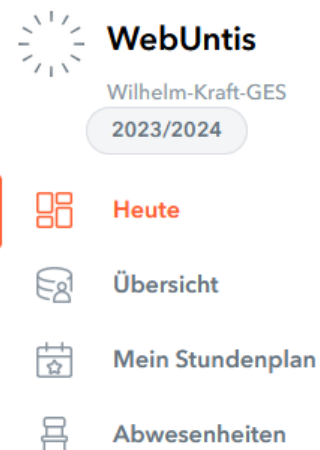 WebUntis
Wilhelm-Kraft-GES
2023/2024
Heute
Übersicht
Mein Stundenplan
Abwesenheiten